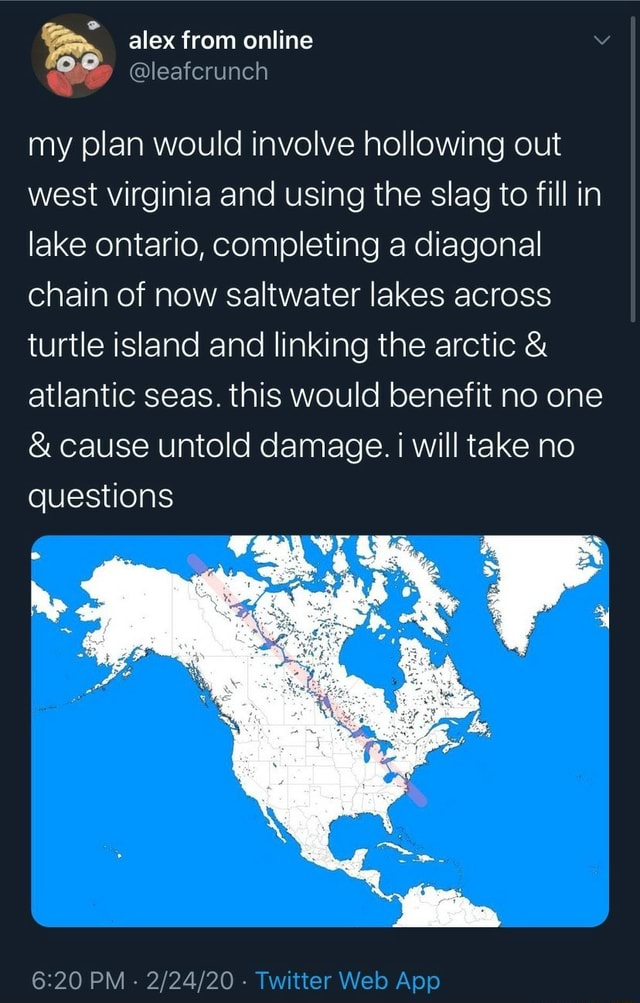 alex from online
@leafcrunch
my plan would involve hollowing out
west virginia and using the slag to fill in
lake ontario, completing a diagonal
chain of now saltwater lakes across
turtle island and linking the arctic &
atlantic seas. this would benefit no one
& cause untold damage. i will take no
questions
6:20 PM · 2/24/20 · Twitter Web App